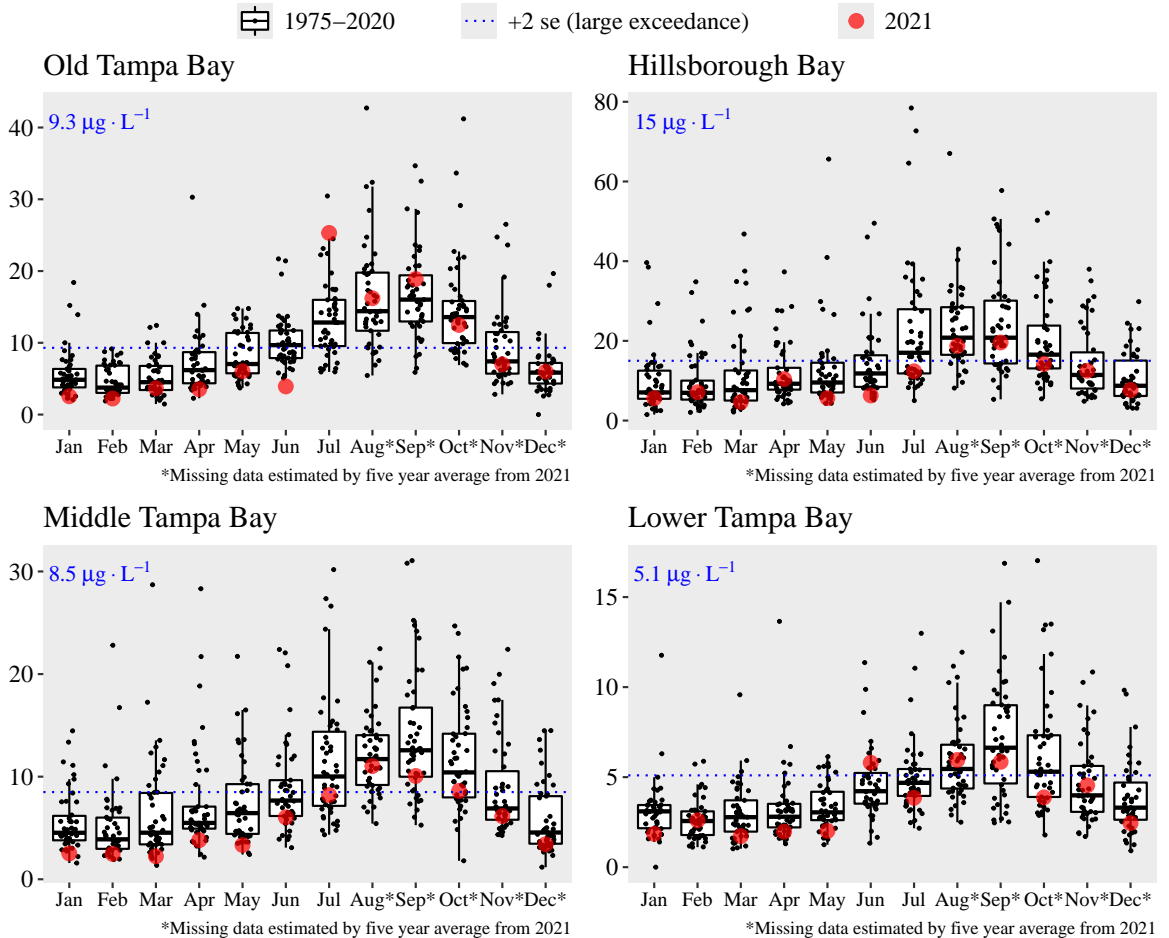 1975−2020
+2 se (large exceedance)
2021
Old Tampa Bay
9.3 µg · L⁻¹
40
30
20
10
0
Jan Feb Mar Apr May Jun Jul Aug* Sep* Oct* Nov* Dec*
*Missing data estimated by five year average from 2021
Hillsborough Bay
15 µg · L⁻¹
80
60
40
20
0
Jan Feb Mar Apr May Jun Jul Aug* Sep* Oct* Nov* Dec*
*Missing data estimated by five year average from 2021
Middle Tampa Bay
8.5 µg · L⁻¹
30
20
10
0
Jan Feb Mar Apr May Jun Jul Aug* Sep* Oct* Nov* Dec*
*Missing data estimated by five year average from 2021
Lower Tampa Bay
5.1 µg · L⁻¹
15
10
5
0
Jan Feb Mar Apr May Jun Jul Aug* Sep* Oct* Nov* Dec*
*Missing data estimated by five year average from 2021